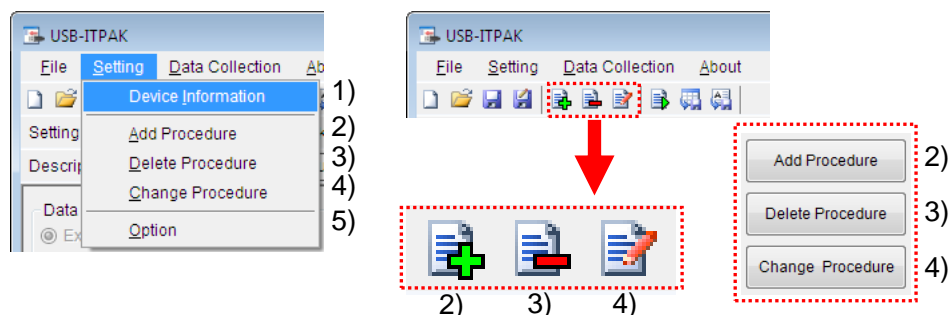 USB-ITPAK
File Setting Data Collection Ab
Device Information 1)
Setting
Add Procedure 2)
Descrip
Delete Procedure 3)
Change Procedure 4)
Data
Option 5)
Ex
USB-ITPAK
File Setting Data Collection About
2) 3) 4)
Add Procedure 2)
Delete Procedure 3)
Change Procedure 4)